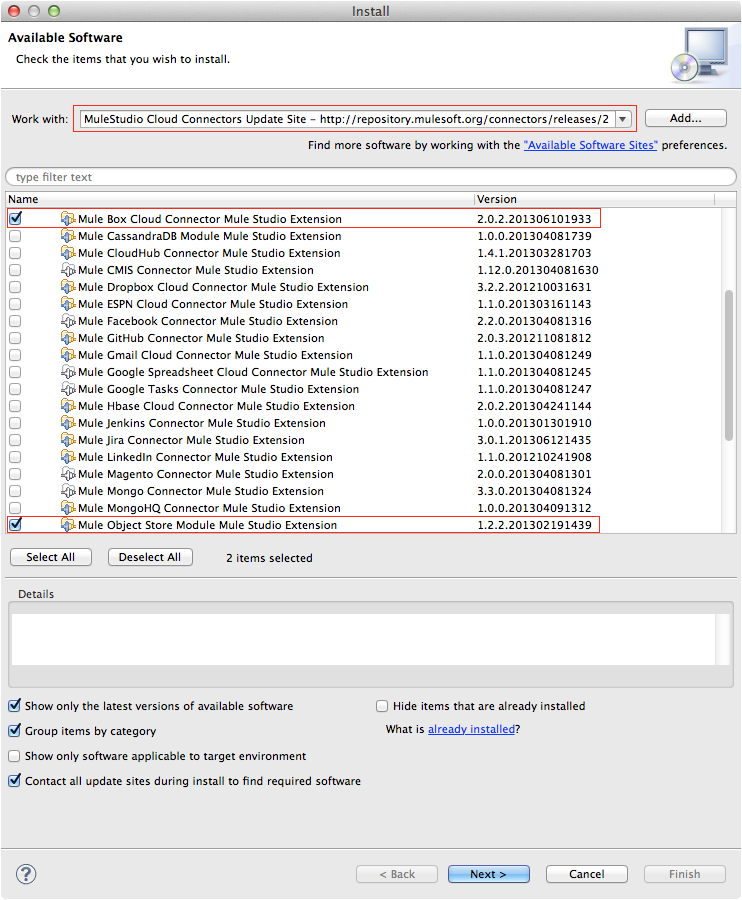 Install
Available Software
Check the items that you wish to install.
Work with: MuleStudio Cloud Connectors Update Site – http://repository.mulesoft.org/connectors/releases/2 Add...
Find more software by working with the "Available Software Sites" preferences.
type filter text
Name Version
Mule Box Cloud Connector Mule Studio Extension 2.0.2.201306101933
Mule CassandraDB Module Mule Studio Extension 1.0.0.201304081739
Mule CloudHub Connector Mule Studio Extension 1.4.1.201303281703
Mule CMIS Connector Mule Studio Extension 1.12.0.201304081630
Mule Dropbox Cloud Connector Mule Studio Extension 3.2.2.201210031631
Mule ESPN Cloud Connector Mule Studio Extension 1.1.0.201303161143
Mule Facebook Connector Mule Studio Extension 2.2.0.201304081316
Mule GitHub Connector Mule Studio Extension 2.0.3.201211081812
Mule Gmail Cloud Connector Mule Studio Extension 1.1.0.201304081249
Mule Google Spreadsheet Cloud Connector Mule Studio Extension 1.1.0.201304081245
Mule Google Tasks Connector Mule Studio Extension 1.1.0.201304081247
Mule Hbase Cloud Connector Mule Studio Extension 2.0.2.201304241144
Mule Jenkins Connector Mule Studio Extension 1.0.0.201301301910
Mule Jira Connector Mule Studio Extension 3.0.1.201306121435
Mule LinkedIn Connector Mule Studio Extension 1.1.0.201210241908
Mule Magento Connector Mule Studio Extension 2.0.0.201304081301
Mule Mongo Connector Mule Studio Extension 3.3.0.201304081324
Mule MongoHQ Connector Mule Studio Extension 1.0.0.201304091312
Mule Object Store Module Mule Studio Extension 1.2.2.201302191439
Select All Deselect All 2 items selected
Details
Show only the latest versions of available software Hide items that are already installed
Group items by category What is already installed?
Show only software applicable to target environment
Contact all update sites during install to find required software
? < Back Next > Cancel Finish